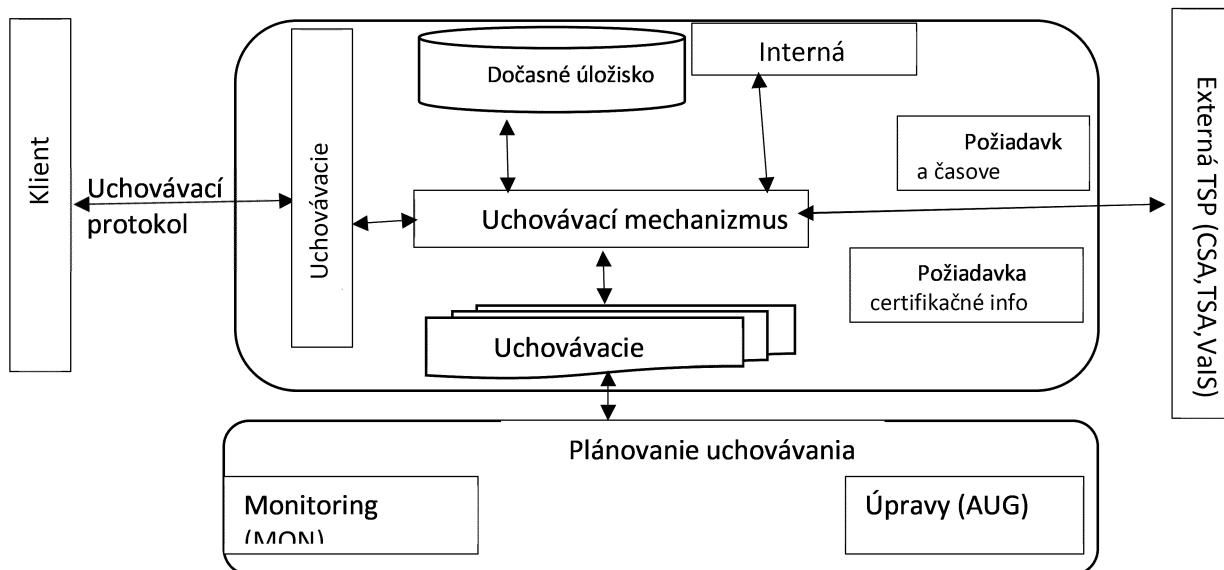 Klient
Uchovávací
protokol
Uchovávacie
Dočasné úložisko
Interná
Požiadavk
a časove
Uchovávací mechanizmus
Požiadavka
certifikačné info
Uchovávacie
Externá TSP (CSA,TSA,ValS)
Plánovanie uchovávania
Monitoring
(MON)
Úpravy (AUG)